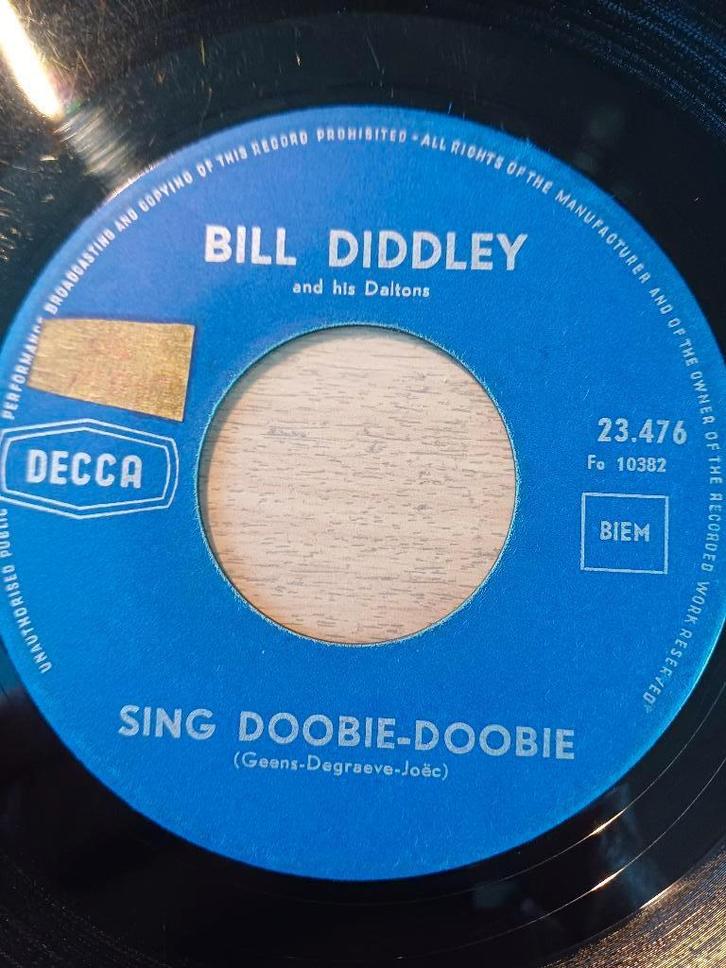 UNAUTHORISED PUBLIC PERFORMANCE BROADCASTING AND COPYING OF THIS RECORD PROHIBITED - ALL RIGHTS OF THE MANUFACTURER AND OF THE OWNER OF THE RECORDED WORK RESERVED
BILL DIDDLEY
and his Daltons
DECCA
23.476
Fo 10382
BIEM
SING DOOBIE-DOOBIE
(Geens-Degraeve-Joëc)